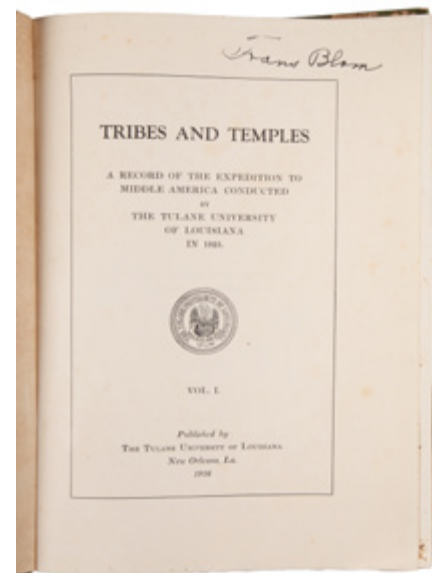 Frans Blom
TRIBES AND TEMPLES
A RECORD OF THE EXPEDITION TO
MIDDLE AMERICA CONDUCTED
BY
THE TULANE UNIVERSITY
OF LOUISIANA
IN 1925.
VOL. I.
Published by
THE TULANE UNIVERSITY OF LOUISIANA
New Orleans, La.
1926